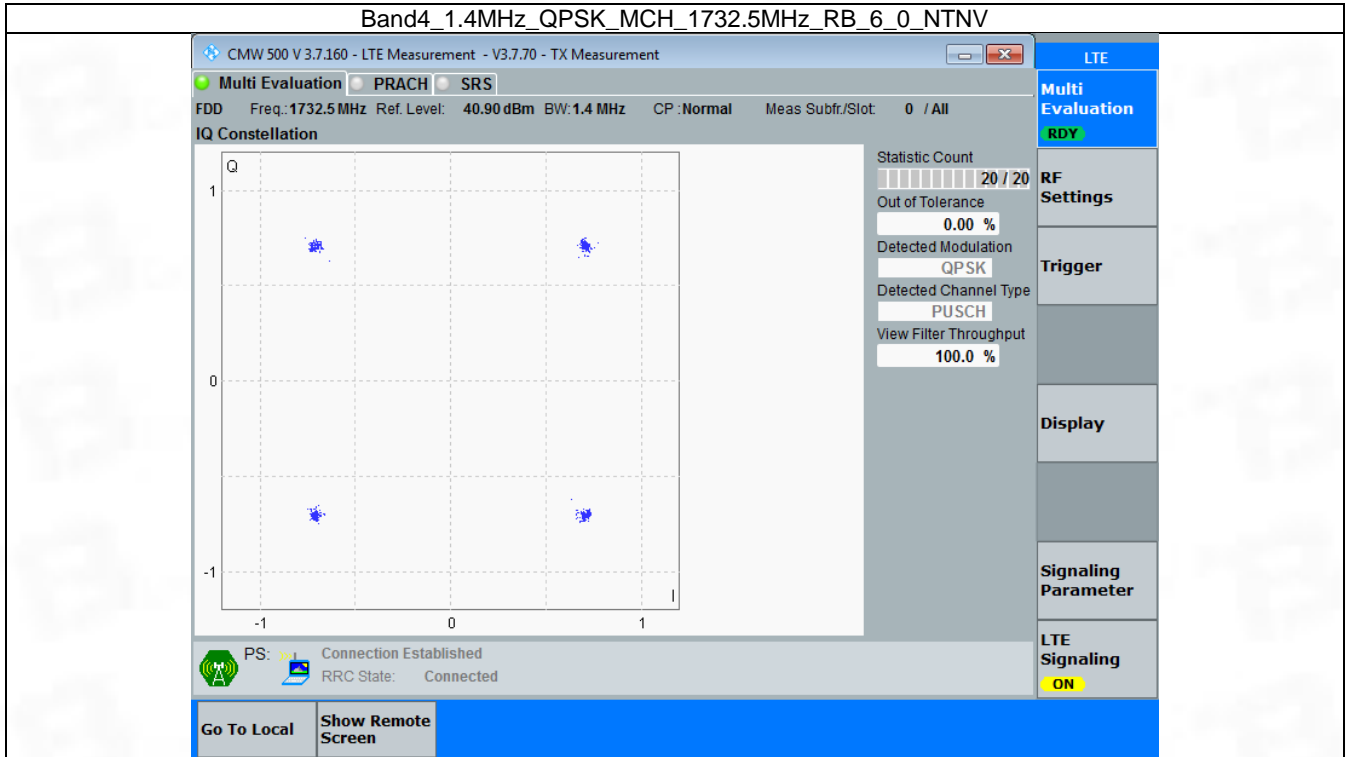 Band4_1.4MHz_QPSK_MCH_1732.5MHz_RB_6_0_NTNV
CMW 500 V 3.7.160 - LTE Measurement - V3.7.70 - TX Measurement
LTE
Multi Evaluation PRACH SRS
FDD Freq.: 1732.5 MHz Ref. Level: 40.90 dBm BW: 1.4 MHz CP : Normal Meas Subfr./Slot: 0 / All
IQ Constellation
Q
1
0
-1
I
-1 0 1
Statistic Count
20 / 20
Out of Tolerance
0.00 %
Detected Modulation
QPSK
Detected Channel Type
PUSCH
View Filter Throughput
100.0 %
Multi
Evaluation
RDY
RF
Settings
Trigger
Display
Signaling
Parameter
LTE
Signaling
ON
PS: Connection Established
RRC State: Connected
Go To Local
Show Remote
Screen